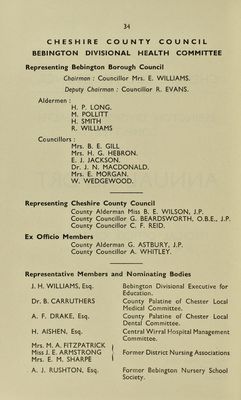 34
CHESHIRE COUNTY COUNCIL
BEBINGTON DIVISIONAL HEALTH COMMITTEE
Representing Bebington Borough Council
Chairman : Councillor Mrs. E. WILLIAMS.
Deputy Chairman : Councillor R. EVANS.
Aldermen :
H. P. LONG.
M. POLLITT
H. SMITH
R. WILLIAMS
Councillors :
Mrs. B. E. GILL
Mrs. H. G. HEBRON.
E. J. JACKSON.
Dr. J. N. MACDONALD.
Mrs. E. MORGAN.
W. WEDGEWOOD.
Representing Cheshire County Council
County Alderman Miss B. E. WILSON, J.P.
County Councillor G. BEARDSWORTH, O.B.E., J.P.
County Councillor C. F. REID.
Ex Officio Members
County Alderman G. ASTBURY, J.P.
County Councillor A. WHITLEY.
Representative Members and Nominating Bodies
J. H. WILLIAMS, Esq. Bebington Divisional Executive for
Education.
Dr. B. CARRUTHERS County Palatine of Chester Local
Medical Committee.
A. F. DRAKE, Esq. County Palatine of Chester Local
Dental Committee.
H. AISHEN, Esq. Central Wirral Hospital Management
Committee.
Mrs. M. A. FITZPATRICK
Miss J. E. ARMSTRONG Former District Nursing Associations
Mrs. E. M. SHARPE
A. J. RUSHTON, Esq. Former Bebington Nursery School
Society.